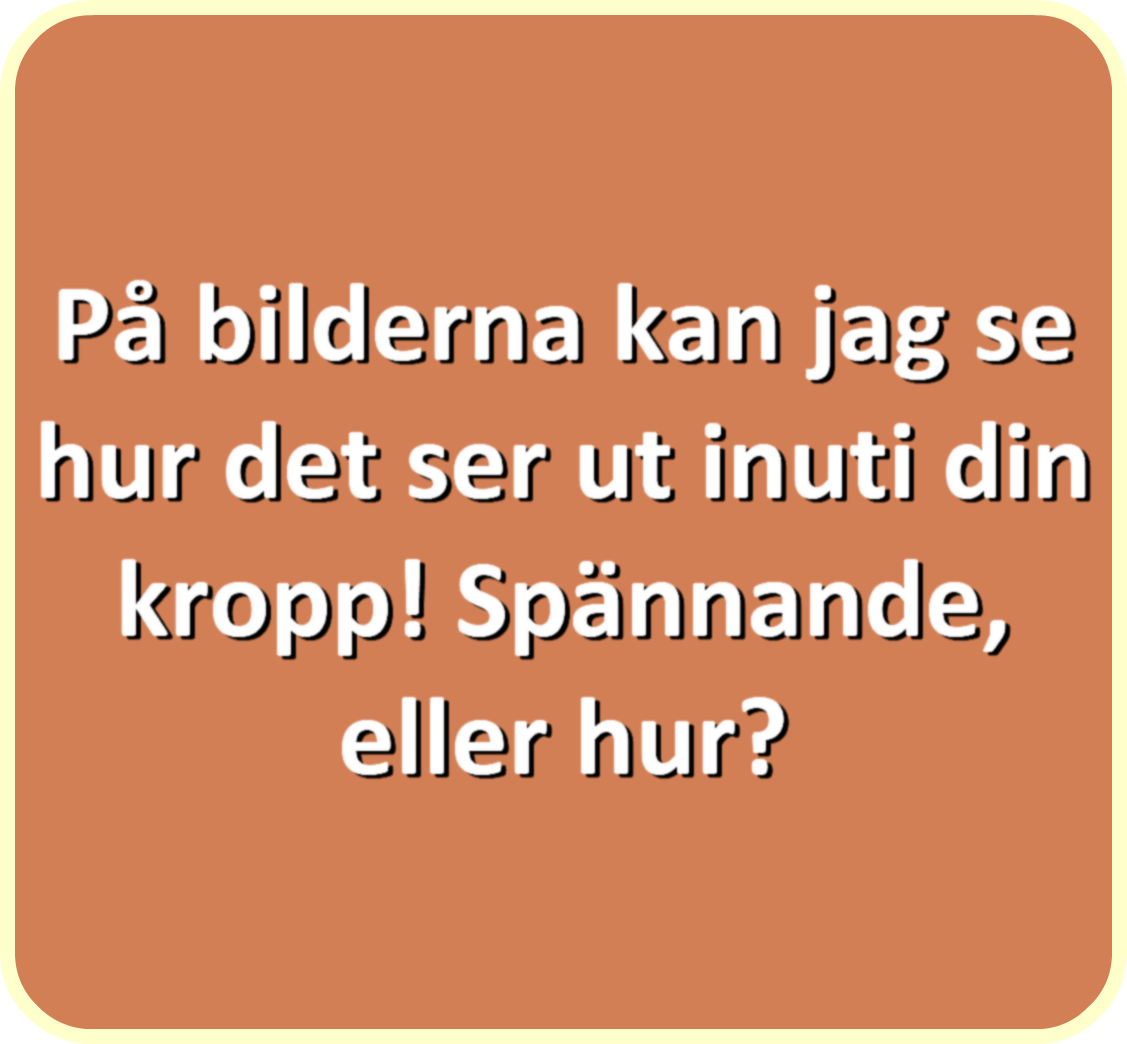 På bilderna kan jag se
hur det ser ut inuti din
kropp! Spännande,
eller hur?